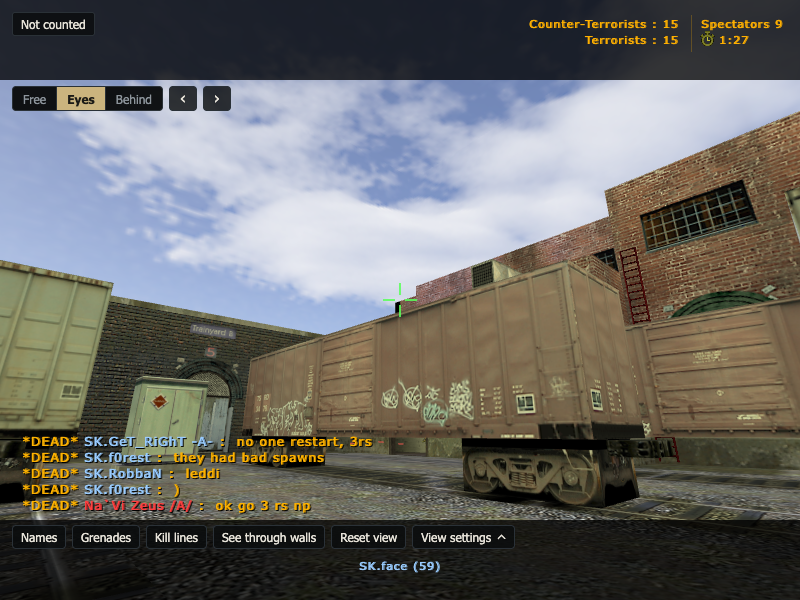 Not counted
Counter-Terrorists : 15
Terrorists : 15
Spectators 9
1:27
Free Eyes Behind < >
Trainyard B
*DEAD* SK.GeT_RiGhT -A- : no one restart, 3rs
*DEAD* SK.f0rest : they had bad spawns
*DEAD* SK.RobbaN : leddi
*DEAD* SK.f0rest : )
*DEAD* Na`Vi Zeus /A/ : ok go 3 rs np
Names Grenades Kill lines See through walls Reset view View settings
SK.face (59)